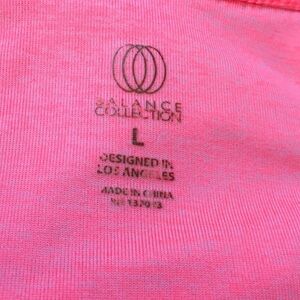 BALANCE
COLLECTION
L
DESIGNED IN
LOS ANGELES
MADE IN CHINA